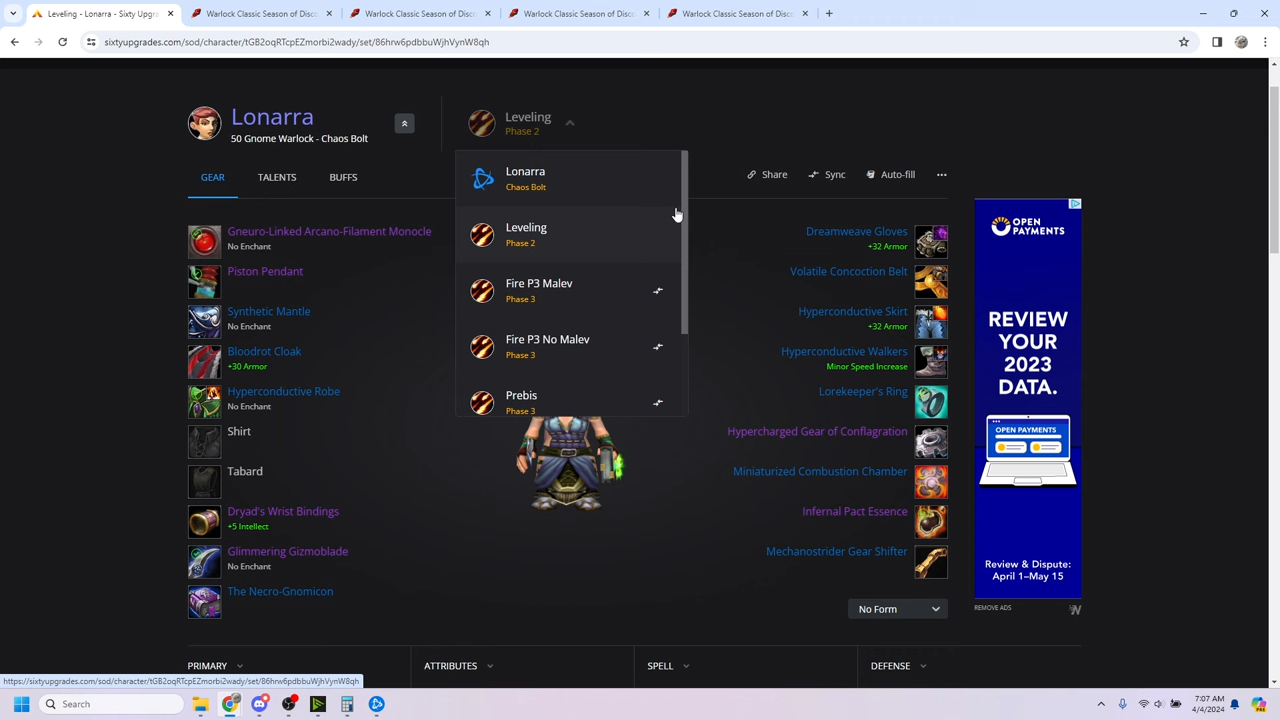 Leveling - Lonarra - Sixty Upgra
Warlock Classic Season of Disco
Warlock Classic Season of Disc
Warlock Classic Season of Disco
Warlock Classic Season of Disco
sixtyupgrades.com/sod/character/tGB2oqRTcpEZmorbi2wady/set/86hrw6pdbbuWjhVynW8qh
Lonarra
50 Gnome Warlock - Chaos Bolt
Leveling
Phase 2
GEAR
TALENTS
BUFFS
Share
Sync
Auto-fill
Lonarra
Chaos Bolt
Leveling
Phase 2
Fire P3 Malev
Phase 3
Fire P3 No Malev
Phase 3
Prebis
Phase 3
Gneuro-Linked Arcano-Filament Monocle
No Enchant
Piston Pendant
Synthetic Mantle
No Enchant
Bloodrot Cloak
+30 Armor
Hyperconductive Robe
No Enchant
Shirt
Tabard
Dryad's Wrist Bindings
+5 Intellect
Glimmering Gizmoblade
No Enchant
The Necro-Gnomicon
Dreamweave Gloves
+32 Armor
Volatile Concoction Belt
Hyperconductive Skirt
+32 Armor
Hyperconductive Walkers
Minor Speed Increase
Lorekeeper's Ring
Hypercharged Gear of Conflagration
Miniaturized Combustion Chamber
Infernal Pact Essence
Mechanostrider Gear Shifter
No Form
OPEN
PAYMENTS
REVIEW
YOUR
2023
DATA.
OPEN PAYMENTS
Review & Dispute:
April 1–May 15
REMOVE ADS
PRIMARY
ATTRIBUTES
SPELL
DEFENSE
https://sixtyupgrades.com/sod/character/tGB2oqRTcpEZmorbi2wady/set/86hrw6pdbbuWjhVynW8qh
Search
7:07 AM
4/4/2024